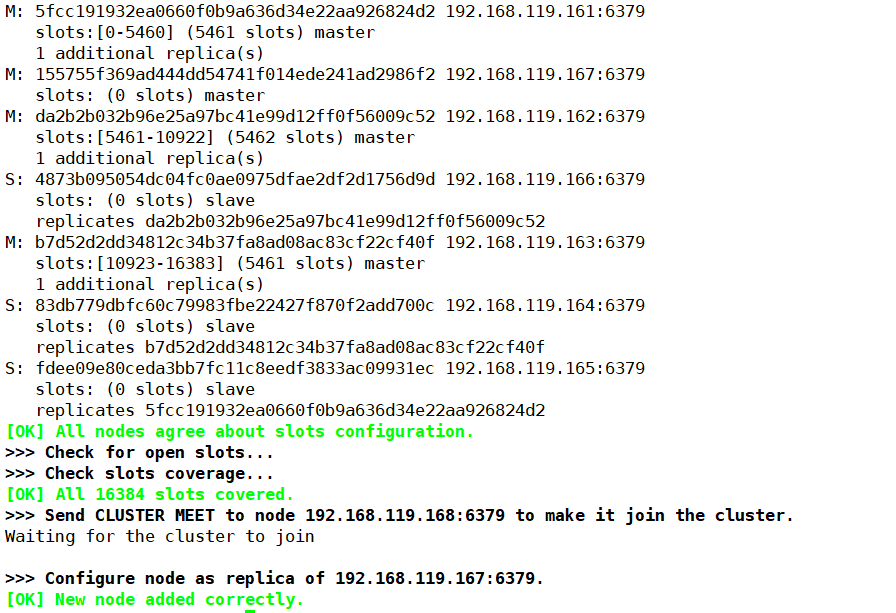 M: 5fcc191932ea0660f0b9a636d34e22aa926824d2 192.168.119.161:6379
slots:[0-5460] (5461 slots) master
1 additional replica(s)
M: 155755f369ad444dd54741f014ede241ad2986f2 192.168.119.167:6379
slots: (0 slots) master
M: da2b2b032b96e25a97bc41e99d12ff0f56009c52 192.168.119.162:6379
slots:[5461-10922] (5462 slots) master
1 additional replica(s)
S: 4873b095054dc04fc0ae0975dfae2df2d1756d9d 192.168.119.166:6379
slots: (0 slots) slave
replicates da2b2b032b96e25a97bc41e99d12ff0f56009c52
M: b7d52d2dd34812c34b37fa8ad08ac83cf22cf40f 192.168.119.163:6379
slots:[10923-16383] (5461 slots) master
1 additional replica(s)
S: 83db779dbfc60c79983fbe22427f870f2add700c 192.168.119.164:6379
slots: (0 slots) slave
replicates b7d52d2dd34812c34b37fa8ad08ac83cf22cf40f
S: fdee09e80ceda3bb7fc11c8eedf3833ac09931ec 192.168.119.165:6379
slots: (0 slots) slave
replicates 5fcc191932ea0660f0b9a636d34e22aa926824d2
[OK] All nodes agree about slots configuration.
>>> Check for open slots...
>>> Check slots coverage...
[OK] All 16384 slots covered.
>>> Send CLUSTER MEET to node 192.168.119.168:6379 to make it join the cluster.
Waiting for the cluster to join
>>> Configure node as replica of 192.168.119.167:6379.
[OK] New node added correctly.